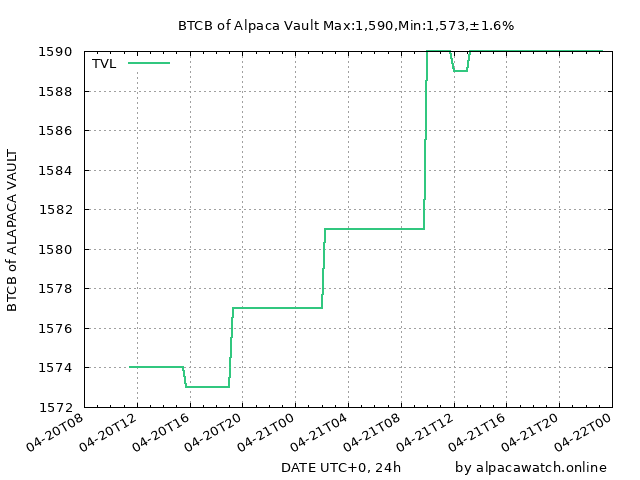 BTCB of Alpaca Vault Max:1,590,Min:1,573,±1.6%
TVL
1590
1588
1586
1584
1582
1580
1578
1576
1574
1572
BTCB of ALAPACA VAULT
04-20T08
04-20T12
04-20T16
04-20T20
04-21T00
04-21T04
04-21T08
04-21T12
04-21T16
04-21T20
04-22T00
DATE UTC+0, 24h
by alpacawatch.online